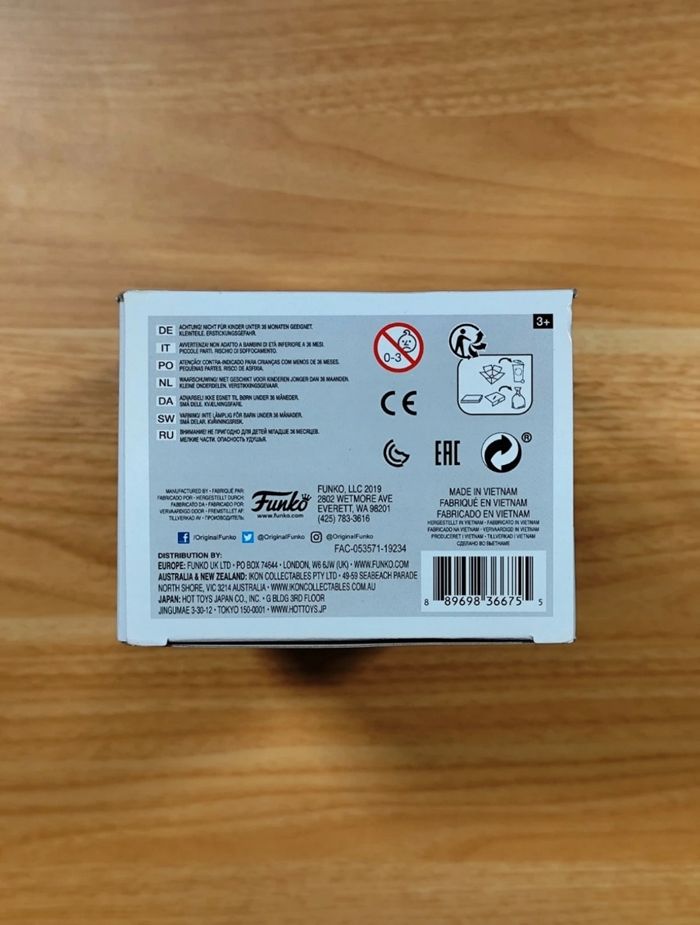 3+
DE ACHTUNG! NICHT FÜR KINDER UNTER 36 MONATEN GEEIGNET.
KLEINTEILE. ERSTICKUNGSGEFAHR.
IT AVVERTENZA! NON ADATTO A BAMBINI DI ETÀ INFERIORE A 36 MESI.
PICCOLE PARTI. RISCHIO DI SOFFOCAMENTO.
PO ATENÇÃO! CONTRA-INDICADO PARA CRIANÇAS COM MENOS DE 36 MESES.
PEQUENAS PARTES. RISCO DE ASFIXIA.
NL WAARSCHUWING! NIET GESCHIKT VOOR KINDEREN JONGER DAN 36 MAANDEN.
KLEINE ONDERDELEN. VERSTIKKINGSGEVAAR.
DA ADVARSEL! IKKE EGNET TIL BØRN UNDER 36 MÅNEDER.
SMÅ DELE. KVÆLNINGSFARE.
SW VARNING! INTE LÄMPLIG FÖR BARN UNDER 36 MÅNADER.
SMÅ DELAR. KVÄVNINGSRISK.
RU ВНИМАНИЕ! НЕ ПРИГОДНО ДЛЯ ДЕТЕЙ МЛАДШЕ 36 МЕСЯЦЕВ.
МЕЛКИЕ ЧАСТИ. ОПАСНОСТЬ УДУШЬЯ.
0-3
CE
EAC
®
MANUFACTURED BY • FABRIQUÉ PAR
FABRICADO POR • HERGESTELLT DURCH
FABBRICATO DA • FABRICADO POR
VERVAARDIGD DOOR • FREMSTILLET AF
TILLVERKAD AV • ПРОИЗВОДИТЕЛЬ
Funko
www.funko.com
FUNKO, LLC 2019
2802 WETMORE AVE
EVERETT, WA 98201
(425) 783-3616
MADE IN VIETNAM
FABRIQUÉ EN VIETNAM
FABRICADO EN VIETNAM
HERGESTELLT IN VIETNAM • FABBRICATO IN VIETNAM
FABRICADO NA VIETNAM • VERVAARDIGD IN VIETNAM
PRODUCERET I VIETNAM • TILLVERKAD I VIETNAM
СДЕЛАНО ВО ВЬЕТНАМЕ
/OriginalFunko @OriginalFunko @OriginalFunko
FAC-053571-19234
DISTRIBUTION BY:
EUROPE: FUNKO UK LTD • PO BOX 74644 • LONDON, W6 6JW (UK) • WWW.FUNKO.COM
AUSTRALIA & NEW ZEALAND: IKON COLLECTABLES PTY LTD • 49-59 SEABEACH PARADE
NORTH SHORE, VIC 3214 AUSTRALIA • WWW.IKONCOLLECTABLES.COM.AU
JAPAN: HOT TOYS JAPAN CO., INC. • G BLDG 3RD FLOOR
JINGUMAE 3-30-12 • TOKYO 150-0001 • WWW.HOTTOYS.JP
8 89698 36675 5